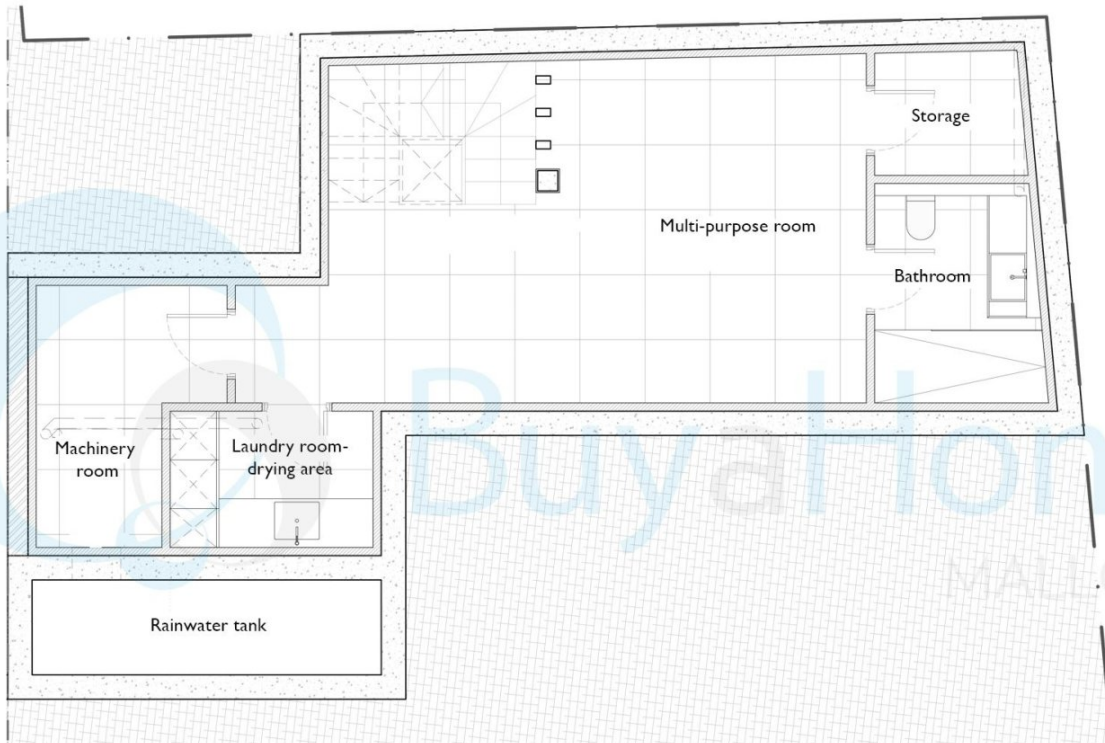 Storage
Multi-purpose room
Bathroom
Machinery
room
Laundry room-
drying area
BuyaHom
MALL
Rainwater tank